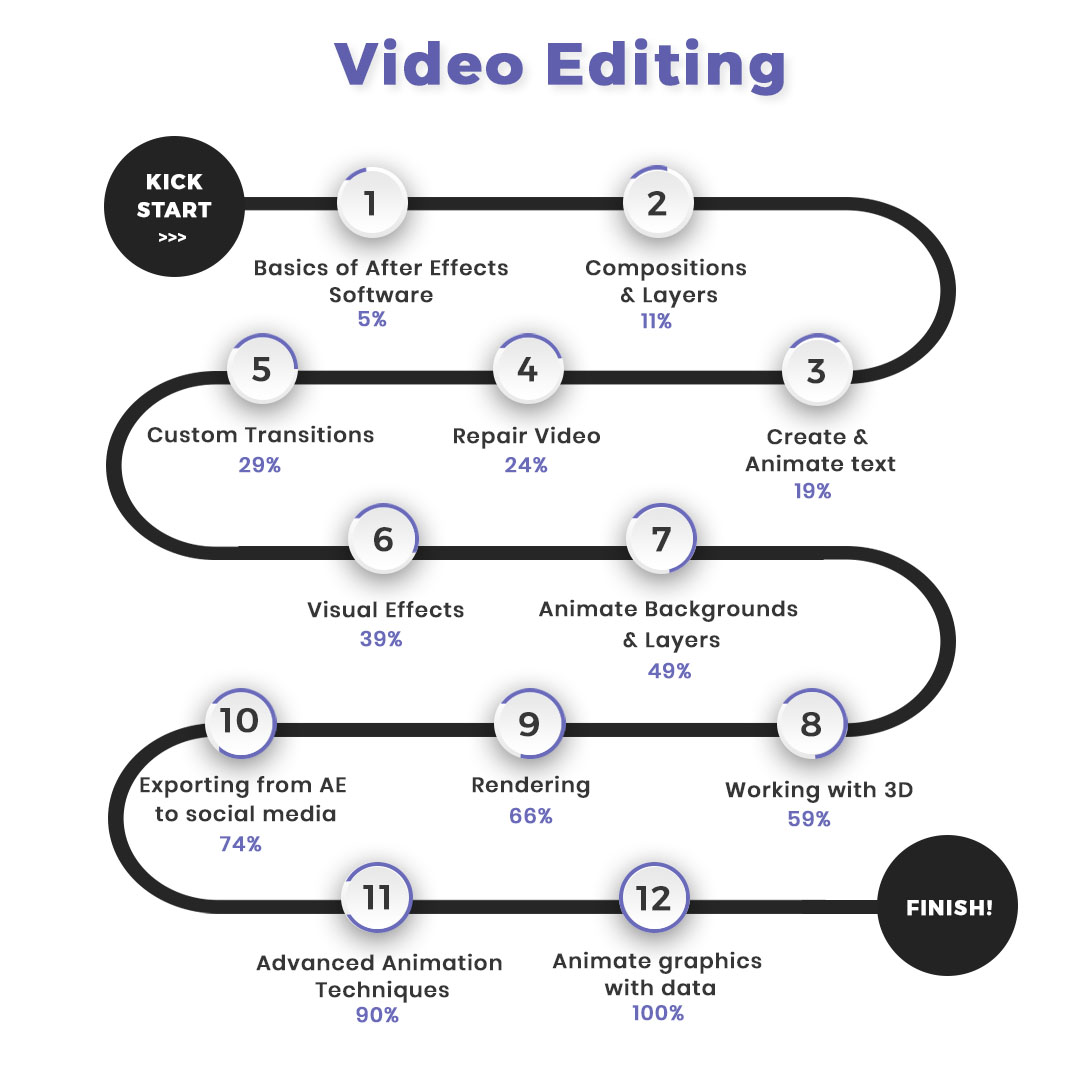 Video Editing
KICK
START
>>>
1
Basics of After Effects
Software
5%
2
Compositions
& Layers
11%
3
Create &
Animate text
19%
4
Repair Video
24%
5
Custom Transitions
29%
6
Visual Effects
39%
7
Animate Backgrounds
& Layers
49%
8
Working with 3D
59%
9
Rendering
66%
10
Exporting from AE
to social media
74%
11
Advanced Animation
Techniques
90%
12
Animate graphics
with data
100%
FINISH!